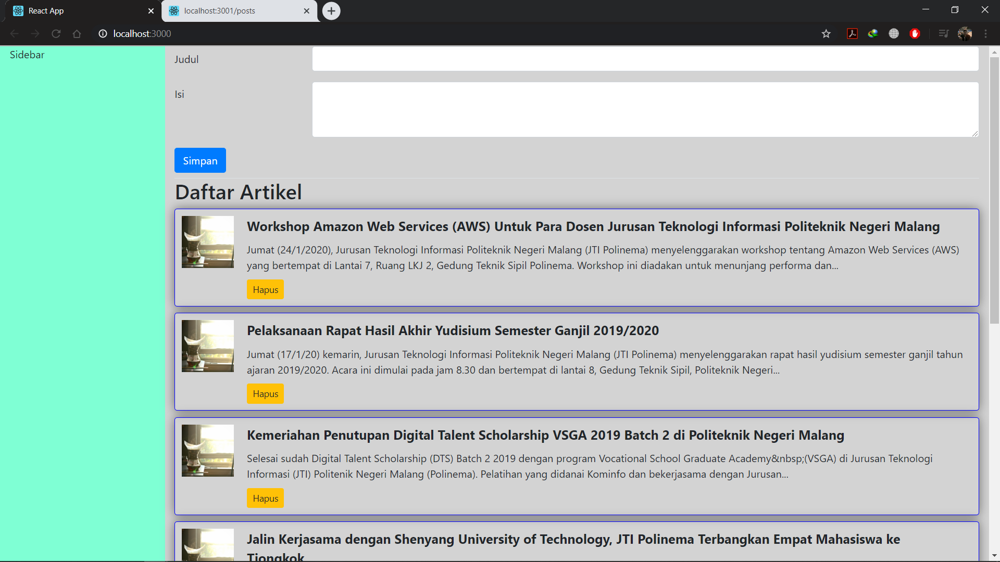 React App
localhost:3001/posts
localhost:3000
Sidebar
Judul
Isi
Simpan
Daftar Artikel
Workshop Amazon Web Services (AWS) Untuk Para Dosen Jurusan Teknologi Informasi Politeknik Negeri Malang
Jumat (24/1/2020), Jurusan Teknologi Informasi Politeknik Negeri Malang (JTI Polinema) menyelenggarakan workshop tentang Amazon Web Services (AWS)
yang bertempat di Lantai 7, Ruang LKJ 2, Gedung Teknik Sipil Polinema. Workshop ini diadakan untuk menunjang performa dan...
Hapus
Pelaksanaan Rapat Hasil Akhir Yudisium Semester Ganjil 2019/2020
Jumat (17/1/20) kemarin, Jurusan Teknologi Informasi Politeknik Negeri Malang (JTI Polinema) menyelenggarakan rapat hasil yudisium semester ganjil tahun
ajaran 2019/2020. Acara ini dimulai pada jam 8.30 dan bertempat di lantai 8, Gedung Teknik Sipil, Politeknik Negeri...
Hapus
Kemeriahan Penutupan Digital Talent Scholarship VSGA 2019 Batch 2 di Politeknik Negeri Malang
Selesai sudah Digital Talent Scholarship (DTS) Batch 2 2019 dengan program Vocational School Graduate Academy&nbsp;(VSGA) di Jurusan Teknologi
Informasi (JTI) Politenik Negeri Malang (Polinema). Pelatihan yang didanai Kominfo dan bekerjasama dengan Jurusan...
Hapus
Jalin Kerjasama dengan Shenyang University of Technology, JTI Polinema Terbangkan Empat Mahasiswa ke
Tiongkok